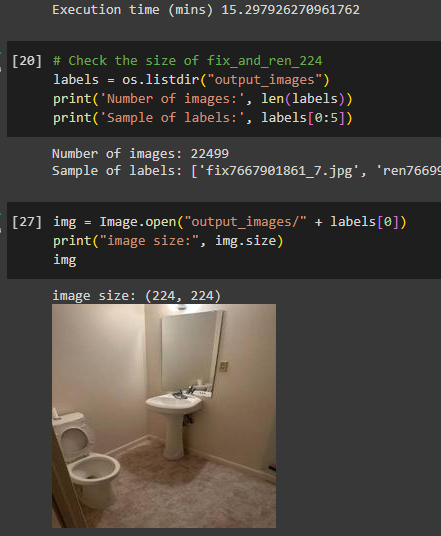 Execution time (mins) 15.297926270961762
[20] # Check the size of fix_and_ren_224
labels = os.listdir("output_images")
print('Number of images:', len(labels))
print('Sample of labels:', labels[0:5])
Number of images: 22499
Sample of labels: ['fix7667901861_7.jpg', 'ren76699
[27] img = Image.open("output_images/" + labels[0])
print("image size:", img.size)
img
image size: (224, 224)